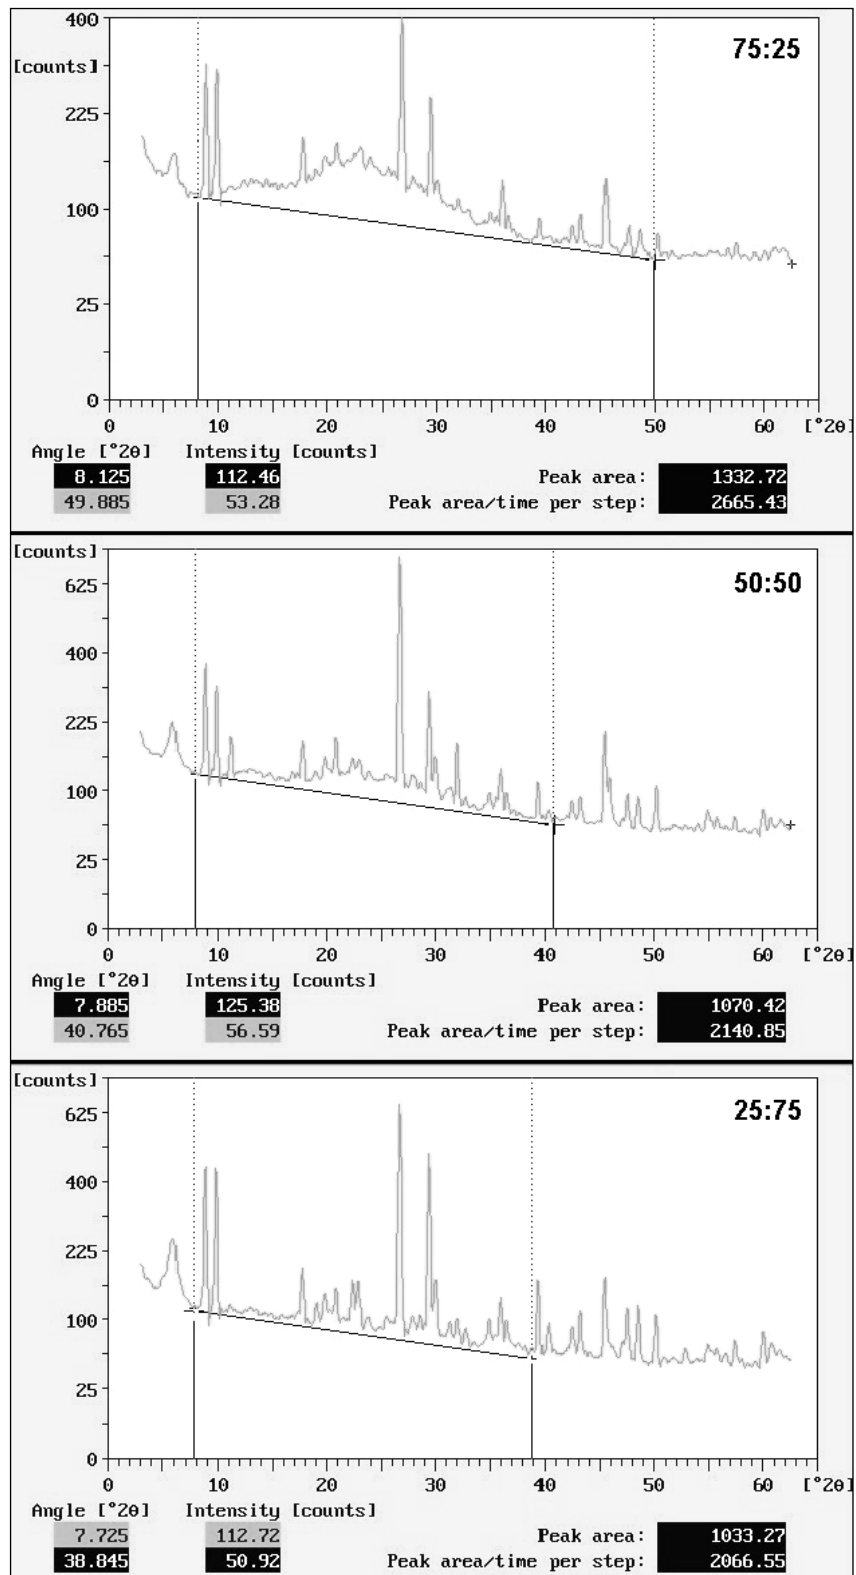 400
75:25
[counts]
225
100
25
0
0 10 20 30 40 50 60 [°2θ]
Angle [°2θ] Intensity [counts]
8.125 112.46 Peak area: 1332.72
49.885 53.28 Peak area/time per step: 2665.43
[counts]
625
50:50
400
225
100
25
0
0 10 20 30 40 50 60 [°2θ]
Angle [°2θ] Intensity [counts]
7.885 125.38 Peak area: 1070.42
40.765 56.59 Peak area/time per step: 2140.85
[counts]
625
25:75
400
225
100
25
0
0 10 20 30 40 50 60 [°2θ]
Angle [°2θ] Intensity [counts]
7.725 112.72 Peak area: 1033.27
38.845 50.92 Peak area/time per step: 2066.55